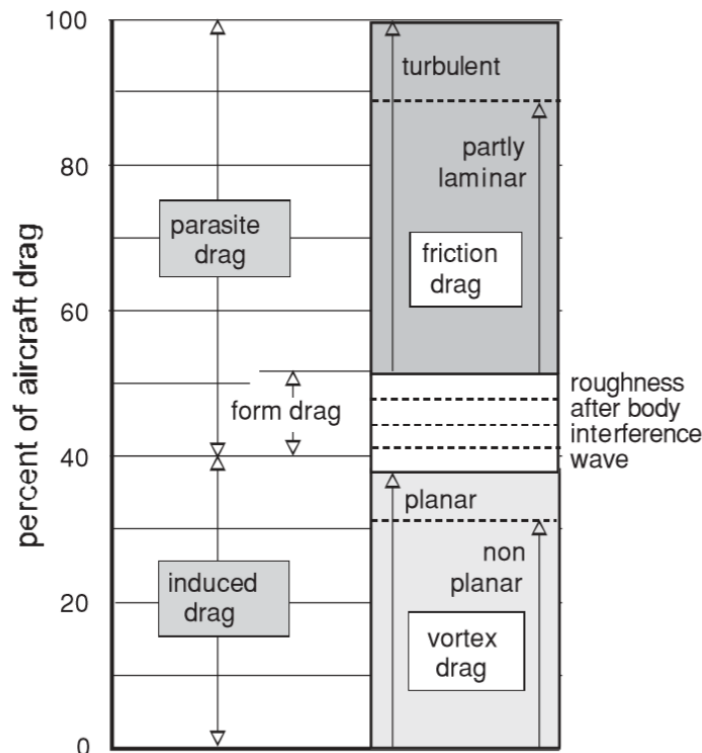 percent of aircraft drag
100
80
60
40
20
0
parasite
drag
form drag
induced
drag
turbulent
partly
laminar
friction
drag
roughness
after body
interference
wave
planar
non
planar
vortex
drag